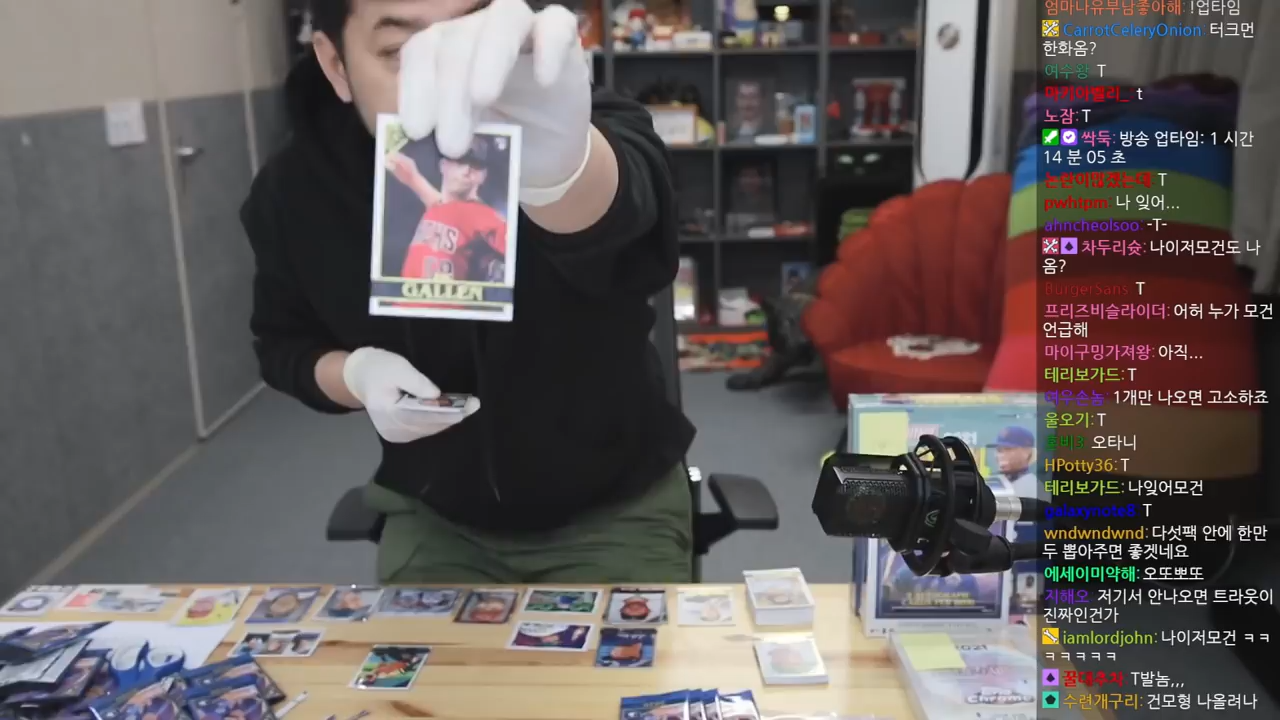 엄마나유부남좋아해: !업타임
CarrotCeleryOnion: 터크먼
한화옴?
여수왕: T
마키아벨리_: t
노잠: T
싹둑: 방송 업타임: 1 시간
14 분 05 초
논란이많겠는데: T
pwhtpm: 나 잊어...
ahncheolsoo: -T-
차두리슛: 나이저모건도 나
옴?
BurgerSans: T
프리즈비슬라이더: 어허 누가 모건
언급해
마이구밍가져왕: 아직...
테리보가드: T
여우손놈: 1개만 나오면 고소하죠
울오기: T
오타니
HPotty36: T
테리보가드: 나잊어모건
galaxynote8: T
wndwndwnd: 다섯팩 안에 한만
두 뽑아주면 좋겟네요
에세이미약해: 오또뽀또
지해오: 저기서 안나오면 트라웃이
진짜인건가
iamlordjohn: 나이저모건 ㅋㅋ
ㅋㅋㅋㅋㅋ
꿀대추차: T발놈,,,
수련개구리: 건모형 나올려나
GALLEN
2021
Chrome